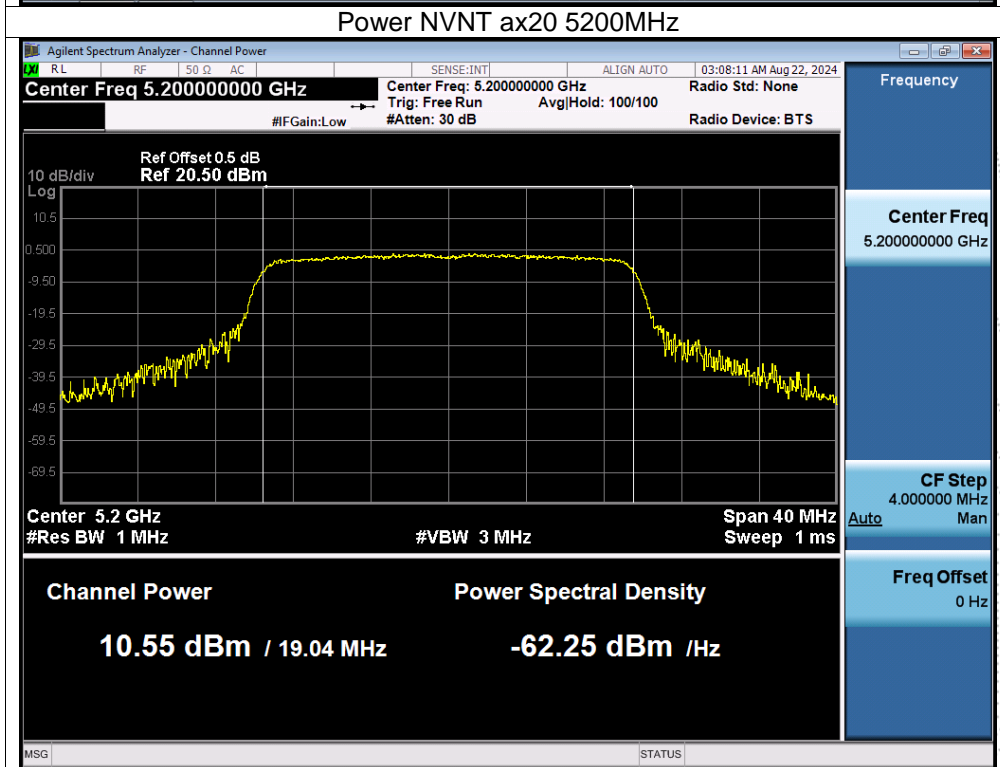 Power NVNT ax20 5200MHz
Agilent Spectrum Analyzer - Channel Power
LXI RL RF 50 Ω AC SENSE:INT ALIGN AUTO 03:08:11 AM Aug 22, 2024
Center Freq 5.200000000 GHz Center Freq: 5.200000000 GHz Radio Std: None
Trig: Free Run Avg|Hold: 100/100
#IFGain:Low #Atten: 30 dB Radio Device: BTS
Ref Offset 0.5 dB
10 dB/div Ref 20.50 dBm
Log
10.5
0.500
-9.50
-19.5
-29.5
-39.5
-49.5
-59.5
-69.5
Center 5.2 GHz Span 40 MHz
#Res BW 1 MHz #VBW 3 MHz Sweep 1 ms
Channel Power Power Spectral Density
10.55 dBm / 19.04 MHz -62.25 dBm /Hz
MSG STATUS
Frequency
Center Freq
5.200000000 GHz
CF Step
4.000000 MHz
Auto Man
Freq Offset
0 Hz